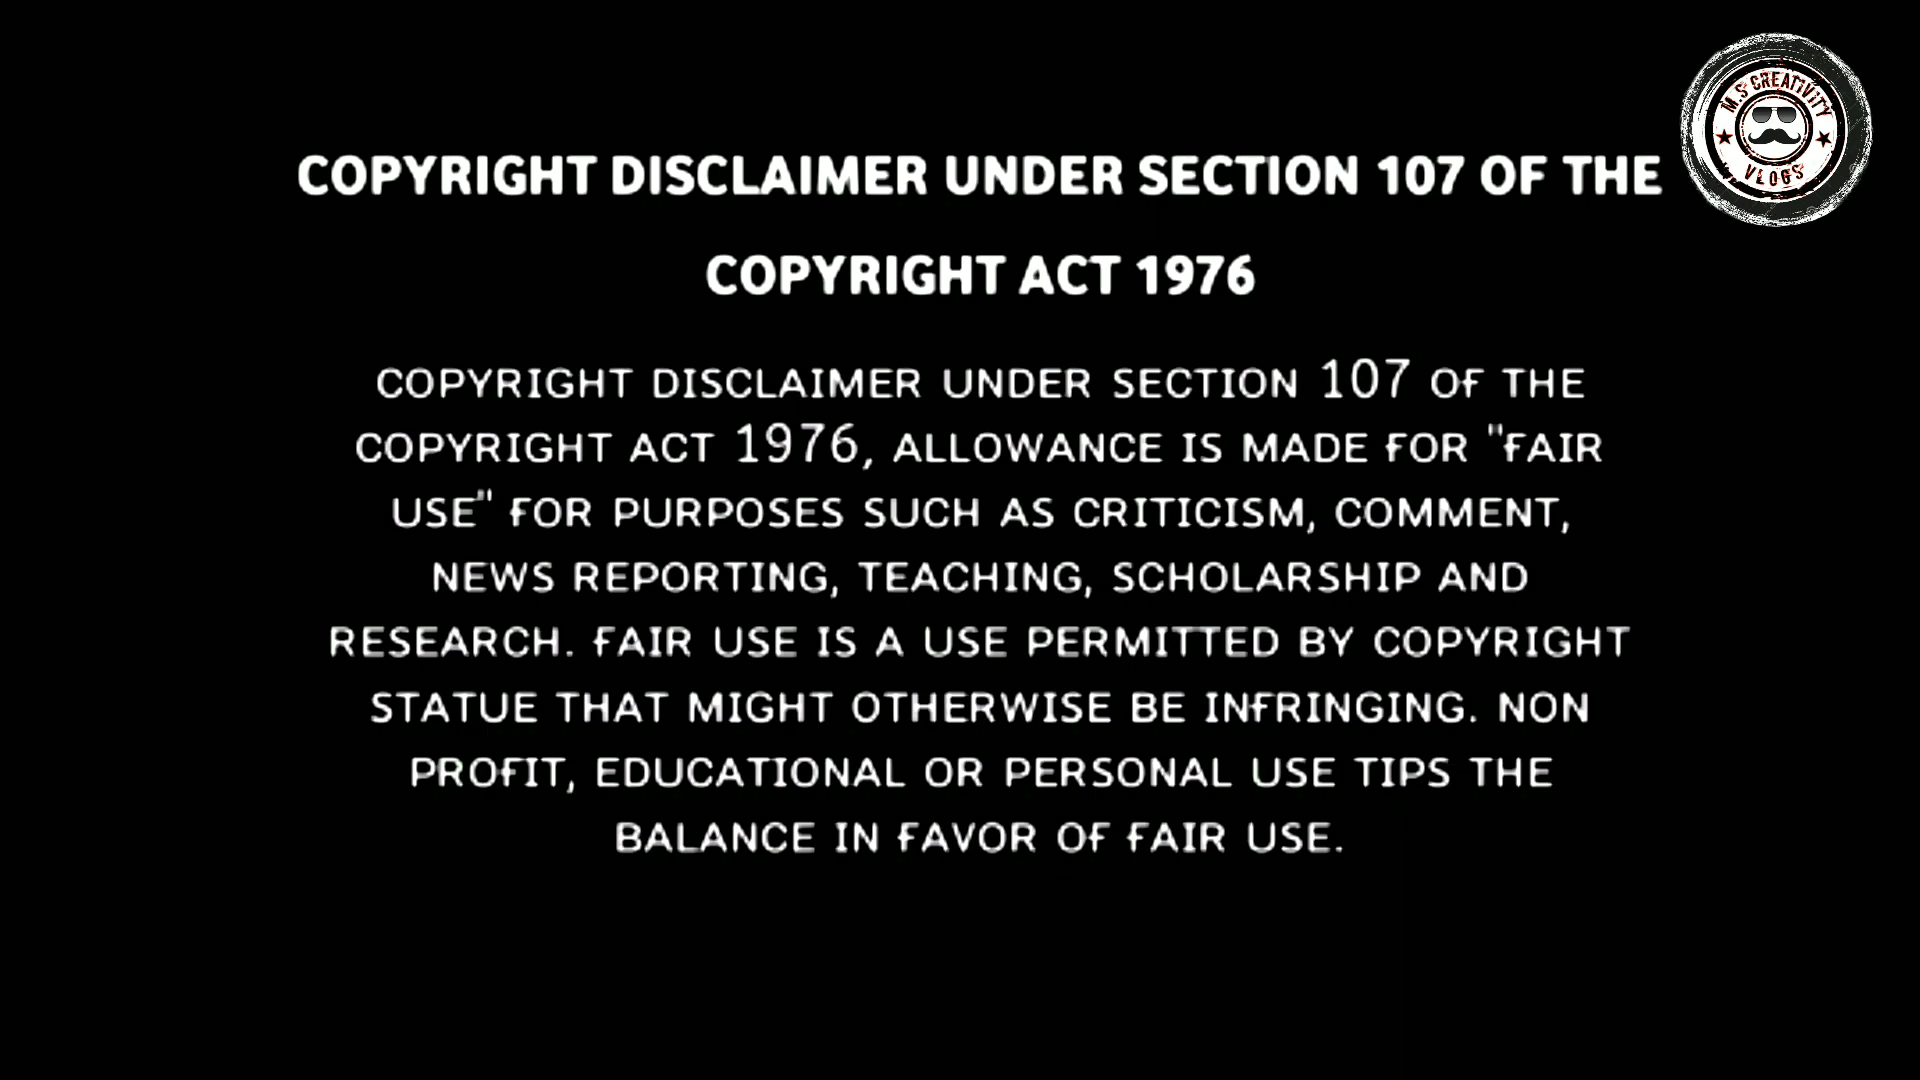 COPYRIGHT DISCLAIMER UNDER SECTION 107 OF THE
COPYRIGHT ACT 1976
COPYRIGHT DISCLAIMER UNDER SECTION 107 OF THE
COPYRIGHT ACT 1976, ALLOWANCE IS MADE FOR "FAIR
USE" FOR PURPOSES SUCH AS CRITICISM, COMMENT,
NEWS REPORTING, TEACHING, SCHOLARSHIP AND
RESEARCH. FAIR USE IS A USE PERMITTED BY COPYRIGHT
STATUE THAT MIGHT OTHERWISE BE INFRINGING. NON
PROFIT, EDUCATIONAL OR PERSONAL USE TIPS THE
BALANCE IN FAVOR OF FAIR USE.
M.S CREATIVITY
VLOGS